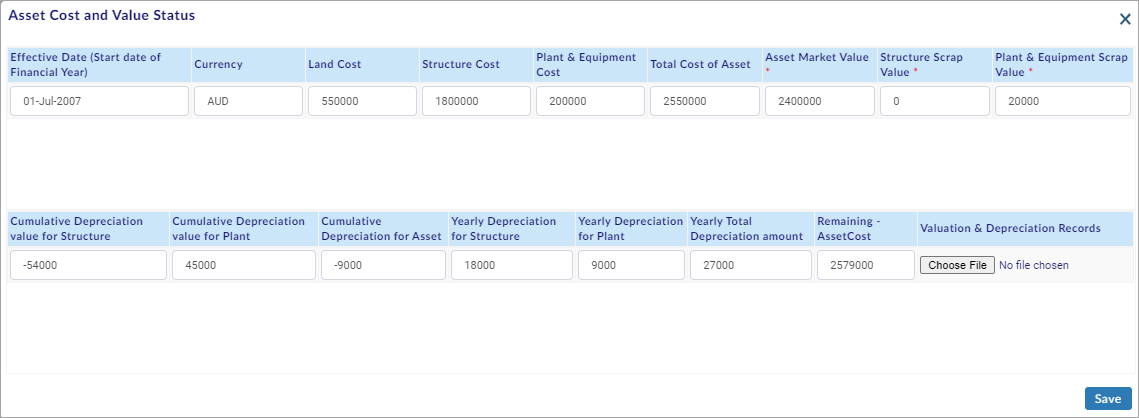 Asset Cost and Value Status
×
Effective Date (Start date of Financial Year) Currency Land Cost Structure Cost Plant & Equipment Cost Total Cost of Asset Asset Market Value * Structure Scrap Value * Plant & Equipment Scrap Value *
01-Jul-2007 AUD 550000 1800000 200000 2550000 2400000 0 20000
Cumulative Depreciation value for Structure Cumulative Depreciation value for Plant Cumulative Depreciation for Asset Yearly Depreciation for Structure Yearly Depreciation for Plant Yearly Total Depreciation amount Remaining - AssetCost Valuation & Depreciation Records
-54000 45000 -9000 18000 9000 27000 2579000 Choose File No file chosen
Save